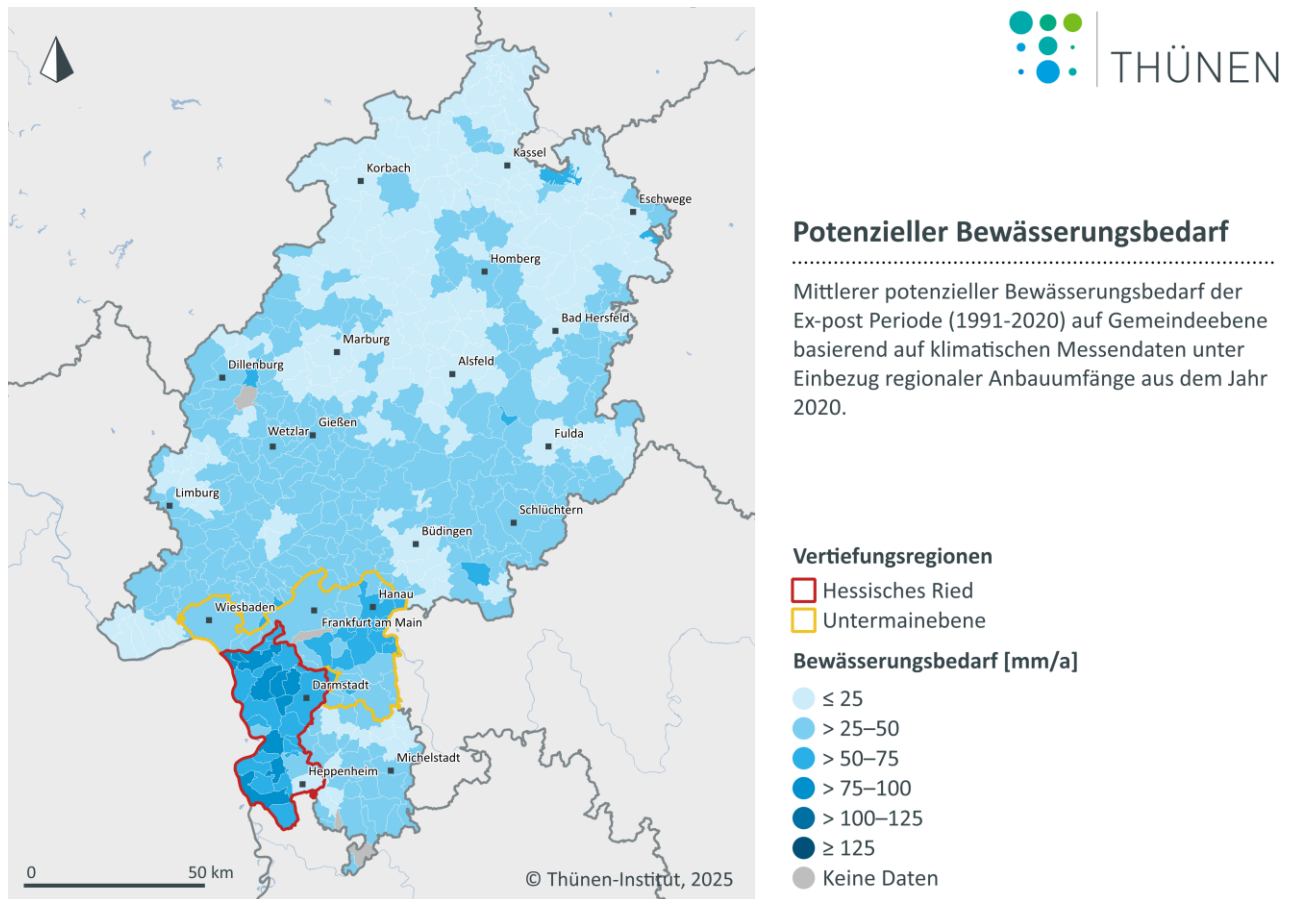 THÜNEN
Kassel
Korbach
Eschwege
Homberg
Bad Hersfeld
Marburg
Alsfeld
Dillenburg
Gießen
Wetzlar
Fulda
Limburg
Schlüchtern
Büdingen
Hanau
Wiesbaden
Frankfurt am Main
Darmstadt
Michelstadt
Heppenheim
0 50 km
© Thünen-Institut, 2025
Potenzieller Bewässerungsbedarf
Mittlerer potenzieller Bewässerungsbedarf der
Ex-post Periode (1991-2020) auf Gemeindeebene
basierend auf klimatischen Messendaten unter
Einbezug regionaler Anbauumfänge aus dem Jahr
2020.
Vertiefungsregionen
Hessisches Ried
Untermainebene
Bewässerungsbedarf [mm/a]
≤ 25
> 25–50
> 50–75
> 75–100
> 100–125
≥ 125
Keine Daten